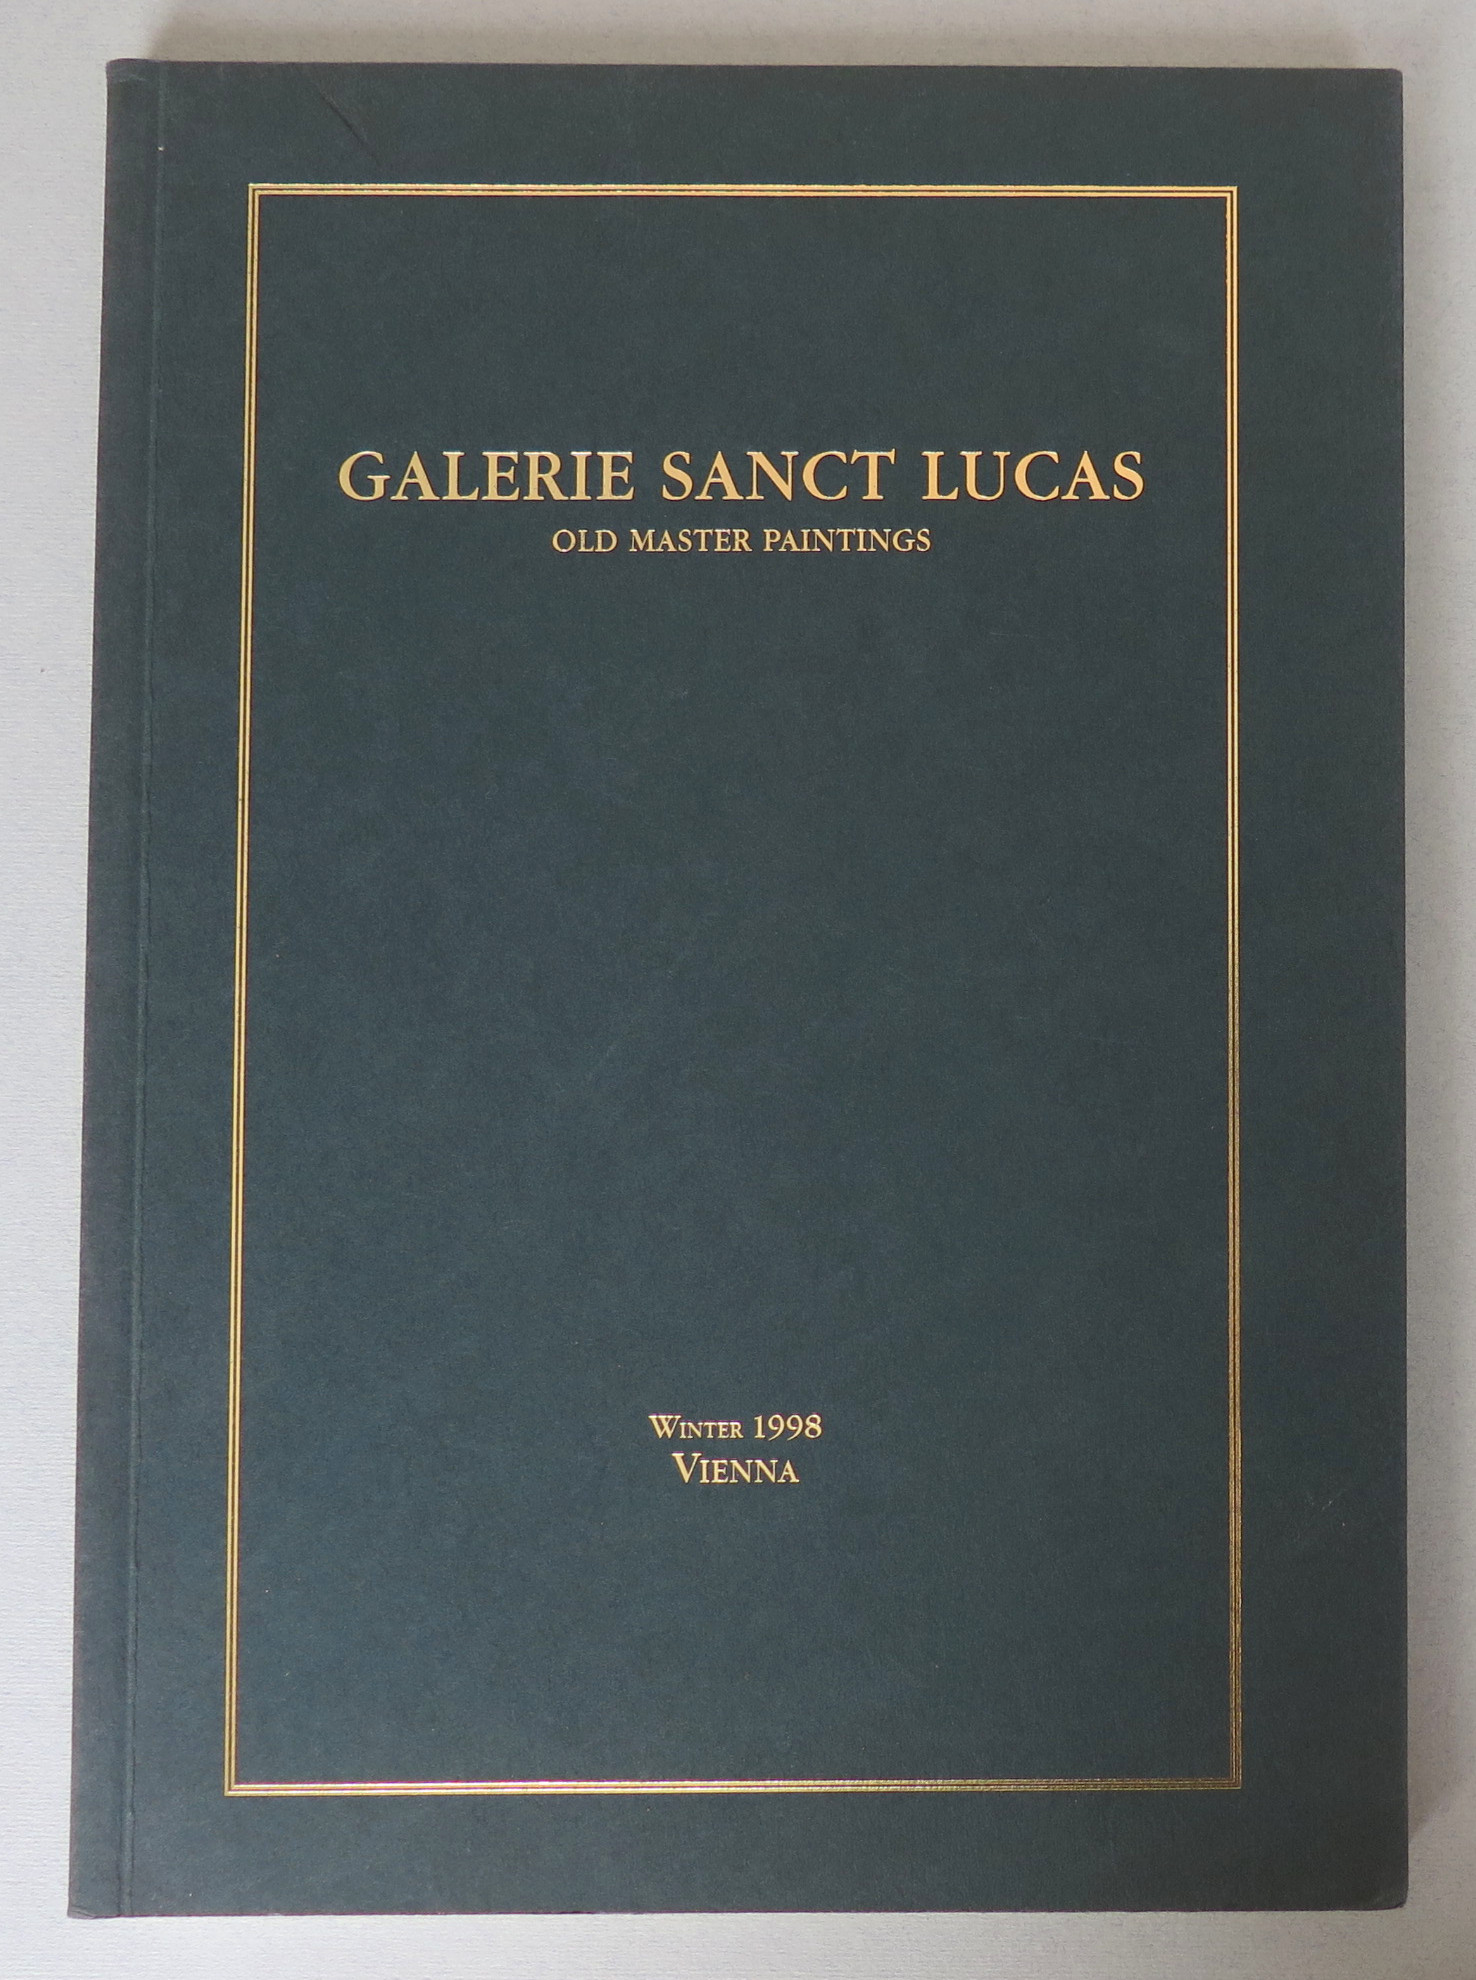 GALERIE SANCT LUCAS
OLD MASTER PAINTINGS
WINTER 1998
VIENNA